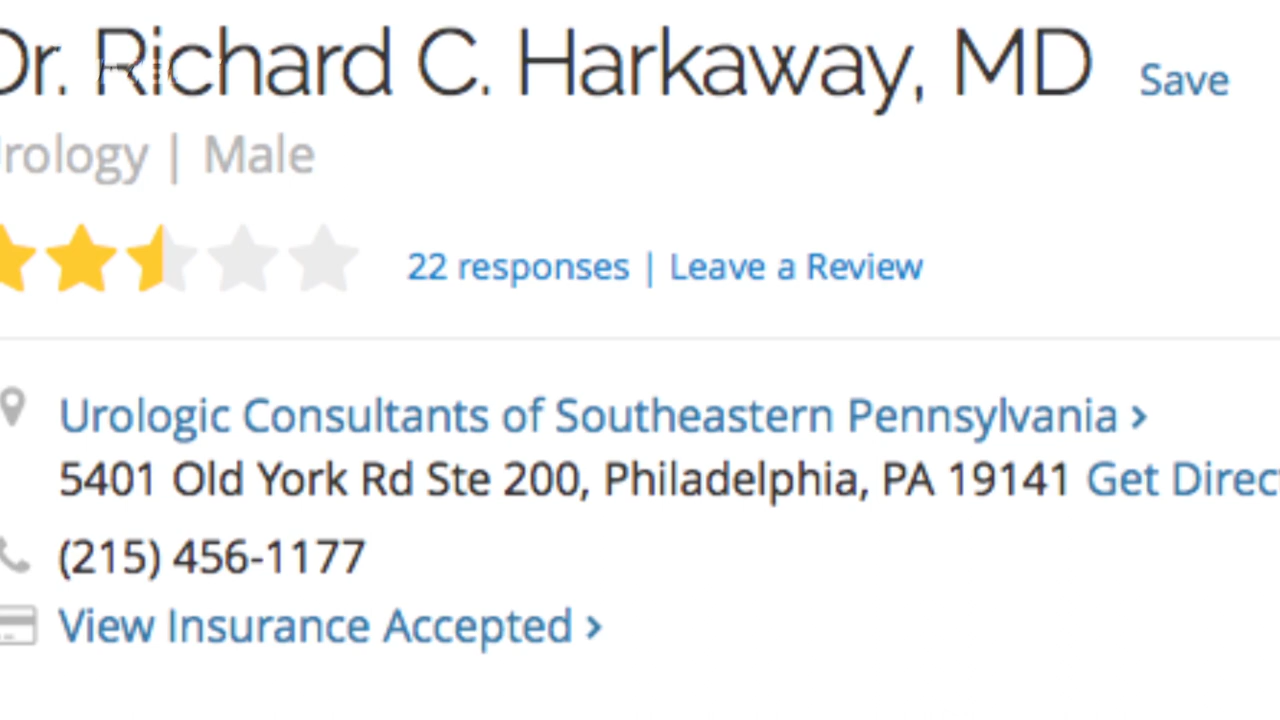 Dr. Richard C. Harkaway, MD Save
Urology | Male
22 responses | Leave a Review
Urologic Consultants of Southeastern Pennsylvania >
5401 Old York Rd Ste 200, Philadelphia, PA 19141 Get Direc
(215) 456-1177
View Insurance Accepted >